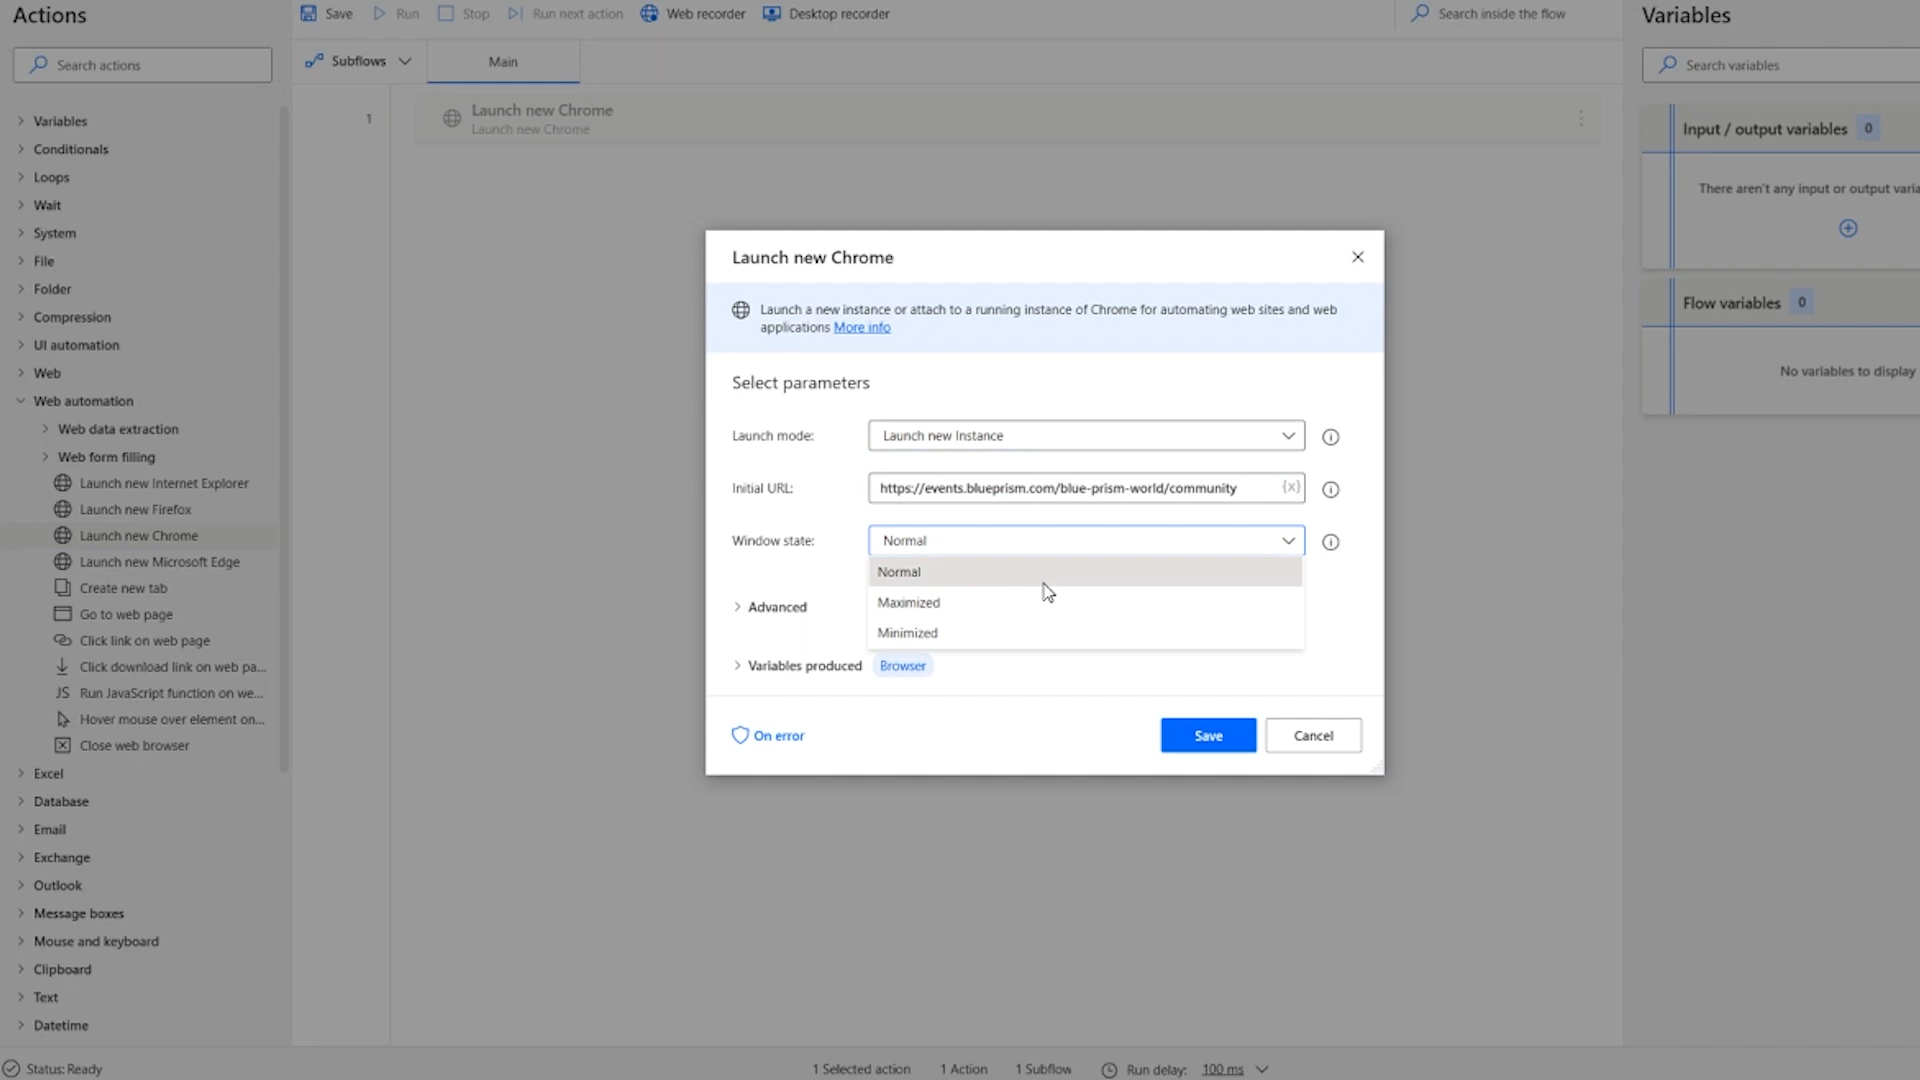 Actions
Search actions
Variables
Conditionals
Loops
Wait
System
File
Folder
Compression
UI automation
Web
Web automation
Web data extraction
Web form filling
Launch new Internet Explorer
Launch new Firefox
Launch new Chrome
Launch new Microsoft Edge
Create new tab
Go to web page
Click link on web page
Click download link on web pa...
JS Run JavaScript function on we...
Hover mouse over element on...
Close web browser
Excel
Database
Email
Exchange
Outlook
Message boxes
Mouse and keyboard
Clipboard
Text
Datetime
Save Run Stop Run next action Web recorder Desktop recorder Search inside the flow
Subflows Main
1 Launch new Chrome
Launch new Chrome
Launch new Chrome
Launch a new instance or attach to a running instance of Chrome for automating web sites and web
applications More info
Select parameters
Launch mode: Launch new Instance
Initial URL: https://events.blueprism.com/blue-prism-world/community {x}
Window state: Normal
Normal
Maximized
Minimized
Advanced
Variables produced Browser
On error Save Cancel
Variables
Search variables
Input / output variables 0
There aren't any input or output varia
Flow variables 0
No variables to display
Status: Ready 1 Selected action 1 Action 1 Subflow Run delay: 100 ms